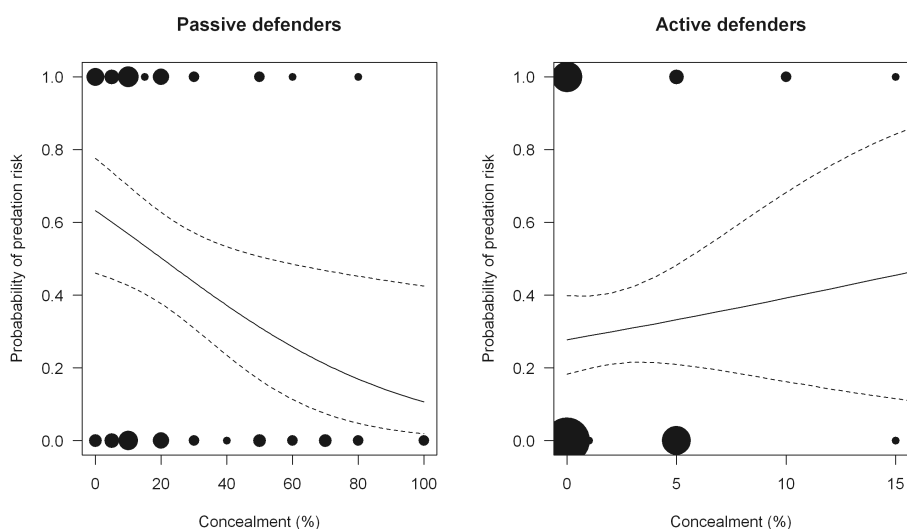 Passive defenders
Probabability of predation risk
1.0
0.8
0.6
0.4
0.2
0.0
0 20 40 60 80 100
Concealment (%)
Active defenders
Probabability of predation risk
1.0
0.8
0.6
0.4
0.2
0.0
0 5 10 15
Concealment (%)